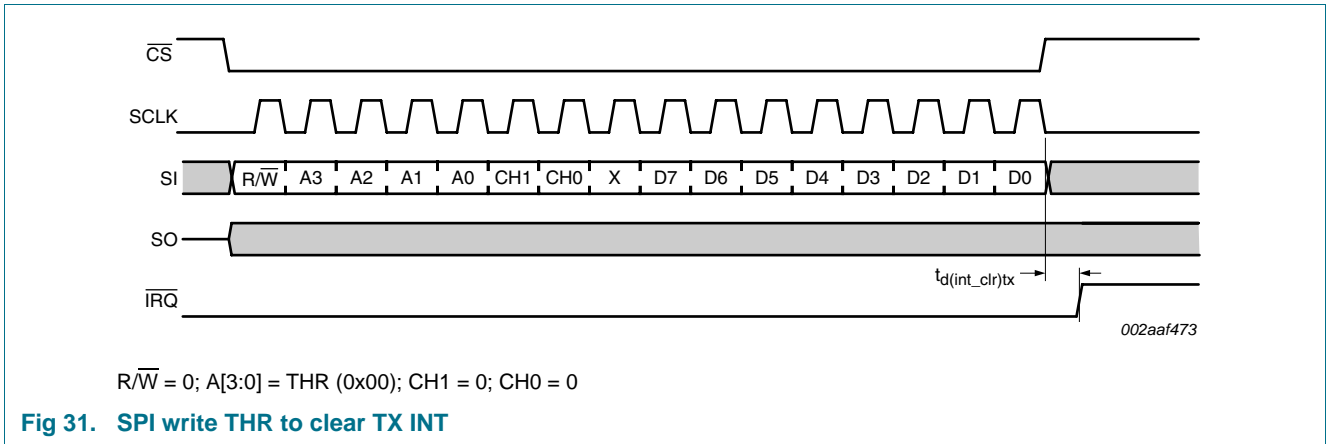 C̅S̅
SCLK
SI R/W̅ A3 A2 A1 A0 CH1 CH0 X D7 D6 D5 D4 D3 D2 D1 D0
SO
td(int_clr)tx
I̅R̅Q̅
002aaf473
R/W̅ = 0; A[3:0] = THR (0x00); CH1 = 0; CH0 = 0
Fig 31. SPI write THR to clear TX INT